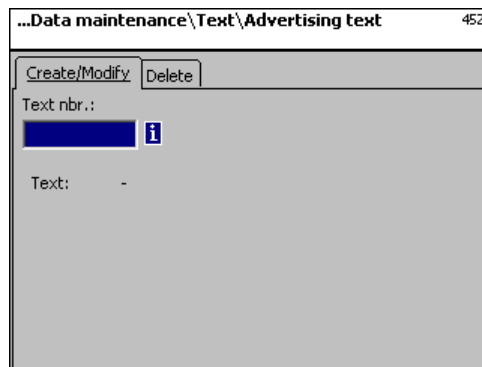 ...Data maintenance\Text\Advertising text 452
Create/Modify Delete
Text nbr.:
i
Text: -